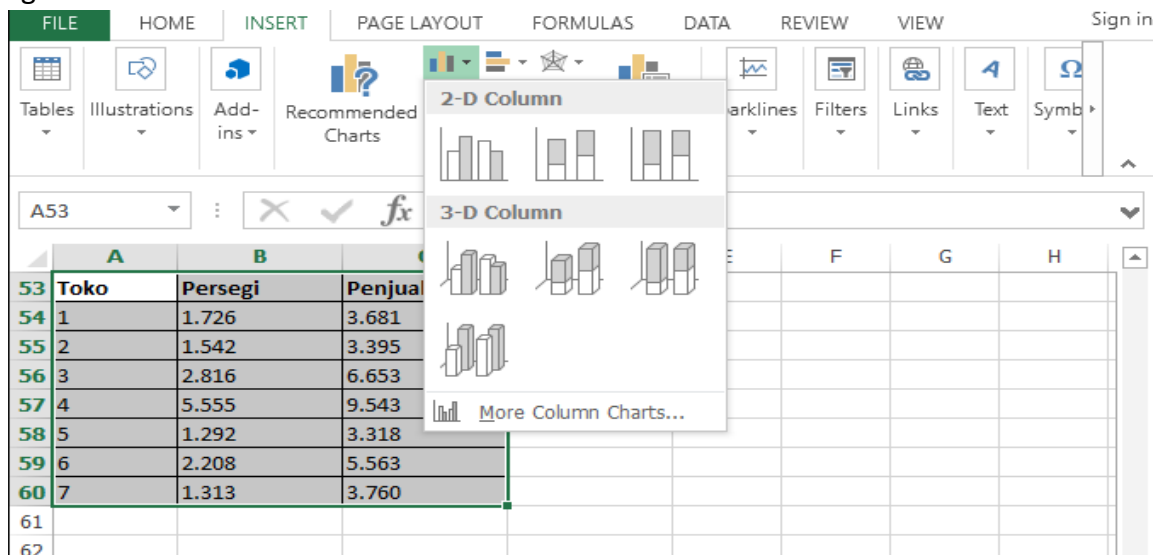 FILE HOME INSERT PAGE LAYOUT FORMULAS DATA REVIEW VIEW Sign in
Tables Illustrations Add-ins Recommended Charts Sparklines Filters Links Text Symb
2-D Column
A53 fx
3-D Column
A B F G H
53 Toko Persegi Penjual
54 1 1.726 3.681
55 2 1.542 3.395
56 3 2.816 6.653
57 4 5.555 9.543
More Column Charts...
58 5 1.292 3.318
59 6 2.208 5.563
60 7 1.313 3.760
61
62